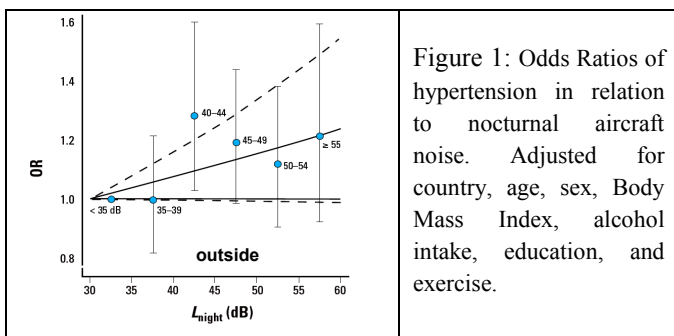 1.6
1.4
1.2
1.0
0.8
OR
40–44
45–49
50–54
≥ 55
< 35 dB
35–39
outside
30 35 40 45 50 55 60
Lnight (dB)
Figure 1: Odds Ratios of
hypertension in relation
to nocturnal aircraft
noise. Adjusted for
country, age, sex, Body
Mass Index, alcohol
intake, education, and
exercise.